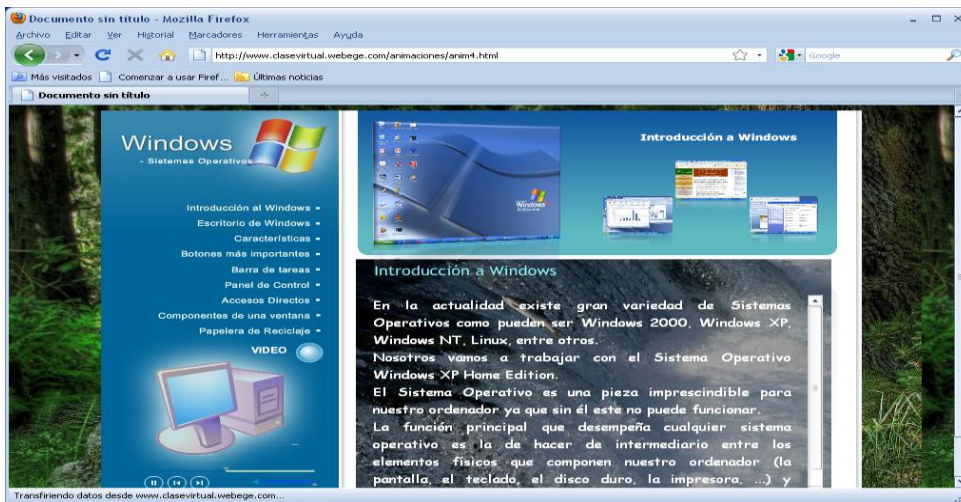 Documento sin título - Mozilla Firefox
Archivo Editar Ver Historial Marcadores Herramientas Ayuda
http://www.clasevirtual.webege.com/animaciones/anim4.html
Google
Más visitados Comenzar a usar Firef... Últimas noticias
Documento sin título
Windows
- Sistemas Operativos
Introducción al Windows
Escritorio de Windows
Características
Botones más importantes
Barra de tareas
Panel de Control
Accesos Directos
Componentes de una ventana
Papelera de Reciclaje
VIDEO
Windows
Introducción a Windows
Introducción a Windows
En la actualidad existe gran variedad de Sistemas
Operativos como pueden ser Windows 2000, Windows XP,
Windows NT, Linux, entre otros.
Nosotros vamos a trabajar con el Sistema Operativo
Windows XP Home Edition.
El Sistema Operativo es una pieza imprescindible para
nuestro ordenador ya que sin él este no puede funcionar.
La función principal que desempeña cualquier sistema
operativo es la de hacer de intermediario entre los
elementos físicos que componen nuestro ordenador (la
pantalla, el teclado, el disco duro, la impresora, ...) y
Transfiriendo datos desde www.clasevirtual.webege.com...